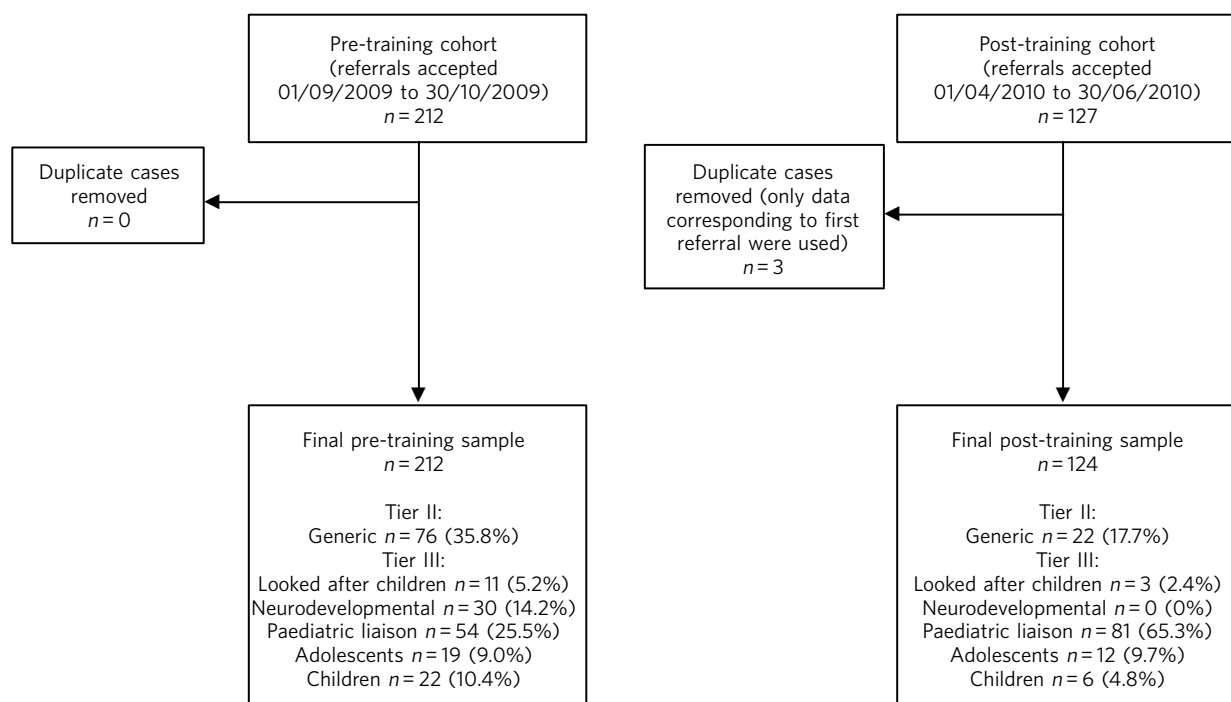 Pre-training cohort
(referrals accepted
01/09/2009 to 30/10/2009)
n = 212
Duplicate cases
removed
n = 0
Final pre-training sample
n = 212
Tier II:
Generic n = 76 (35.8%)
Tier III:
Looked after children n = 11 (5.2%)
Neurodevelopmental n = 30 (14.2%)
Paediatric liaison n = 54 (25.5%)
Adolescents n = 19 (9.0%)
Children n = 22 (10.4%)
Post-training cohort
(referrals accepted
01/04/2010 to 30/06/2010)
n = 127
Duplicate cases
removed (only data
corresponding to first
referral were used)
n = 3
Final post-training sample
n = 124
Tier II:
Generic n = 22 (17.7%)
Tier III:
Looked after children n = 3 (2.4%)
Neurodevelopmental n = 0 (0%)
Paediatric liaison n = 81 (65.3%)
Adolescents n = 12 (9.7%)
Children n = 6 (4.8%)